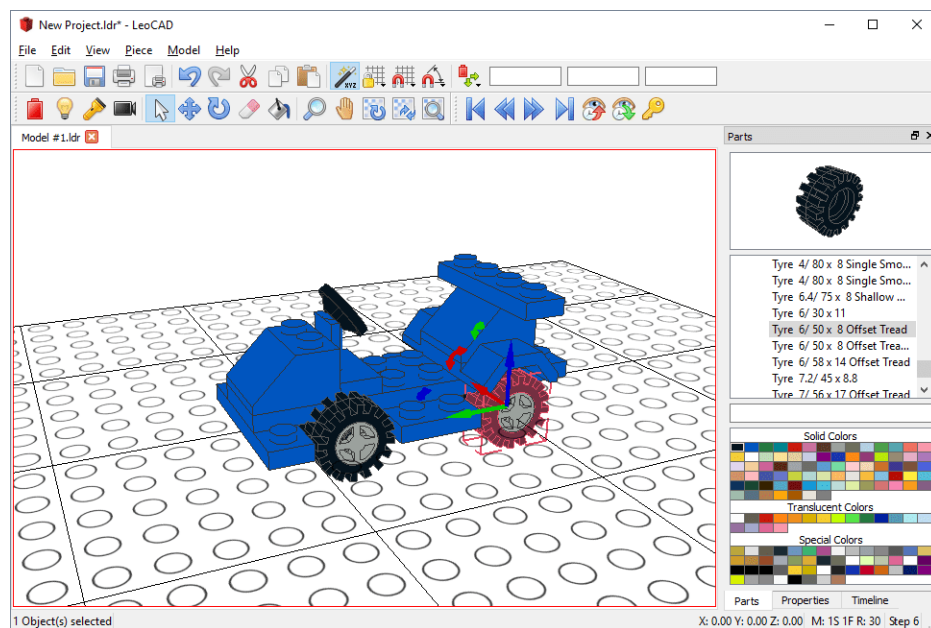 New Project.ldr* - LeoCAD
File Edit View Piece Model Help
XYZ
Model #1.ldr
Parts
Tyre 4/ 80 x 8 Single Smo...
Tyre 4/ 80 x 8 Single Smo...
Tyre 6.4/ 75 x 8 Shallow ...
Tyre 6/ 30 x 11
Tyre 6/ 50 x 8 Offset Tread
Tyre 6/ 50 x 8 Offset Trea...
Tyre 6/ 58 x 14 Offset Tread
Tyre 7.2/ 45 x 8.8
Tyre 7/ 56 x 17 Offset Tread
Solid Colors
Translucent Colors
Special Colors
Parts Properties Timeline
1 Object(s) selected
X: 0.00 Y: 0.00 Z: 0.00 M: 1S 1F R: 30 Step 6